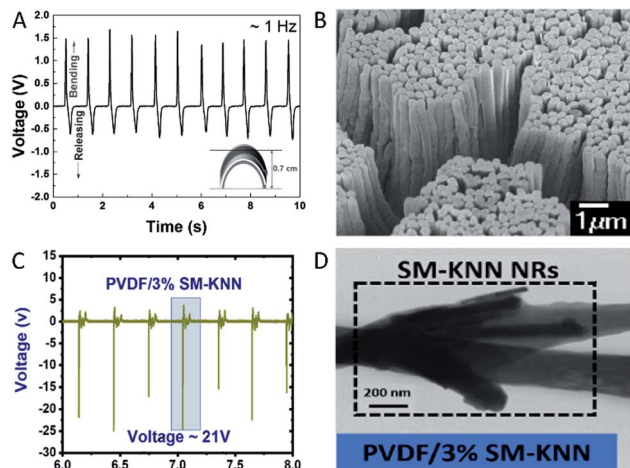 A
~ 1 Hz
Voltage (V)
2.0
1.5
1.0
0.5
0.0
-0.5
-1.0
-1.5
-2.0
Bending
Releasing
0.7 cm
0 2 4 6 8 10
Time (s)
B
1μm
C
PVDF/3% SM-KNN
Voltage (v)
15
10
5
0
-5
-10
-15
-20
-25
-30
Voltage ~ 21V
6.0 6.5 7.0 7.5 8.0
D
SM-KNN NRs
200 nm
PVDF/3% SM-KNN